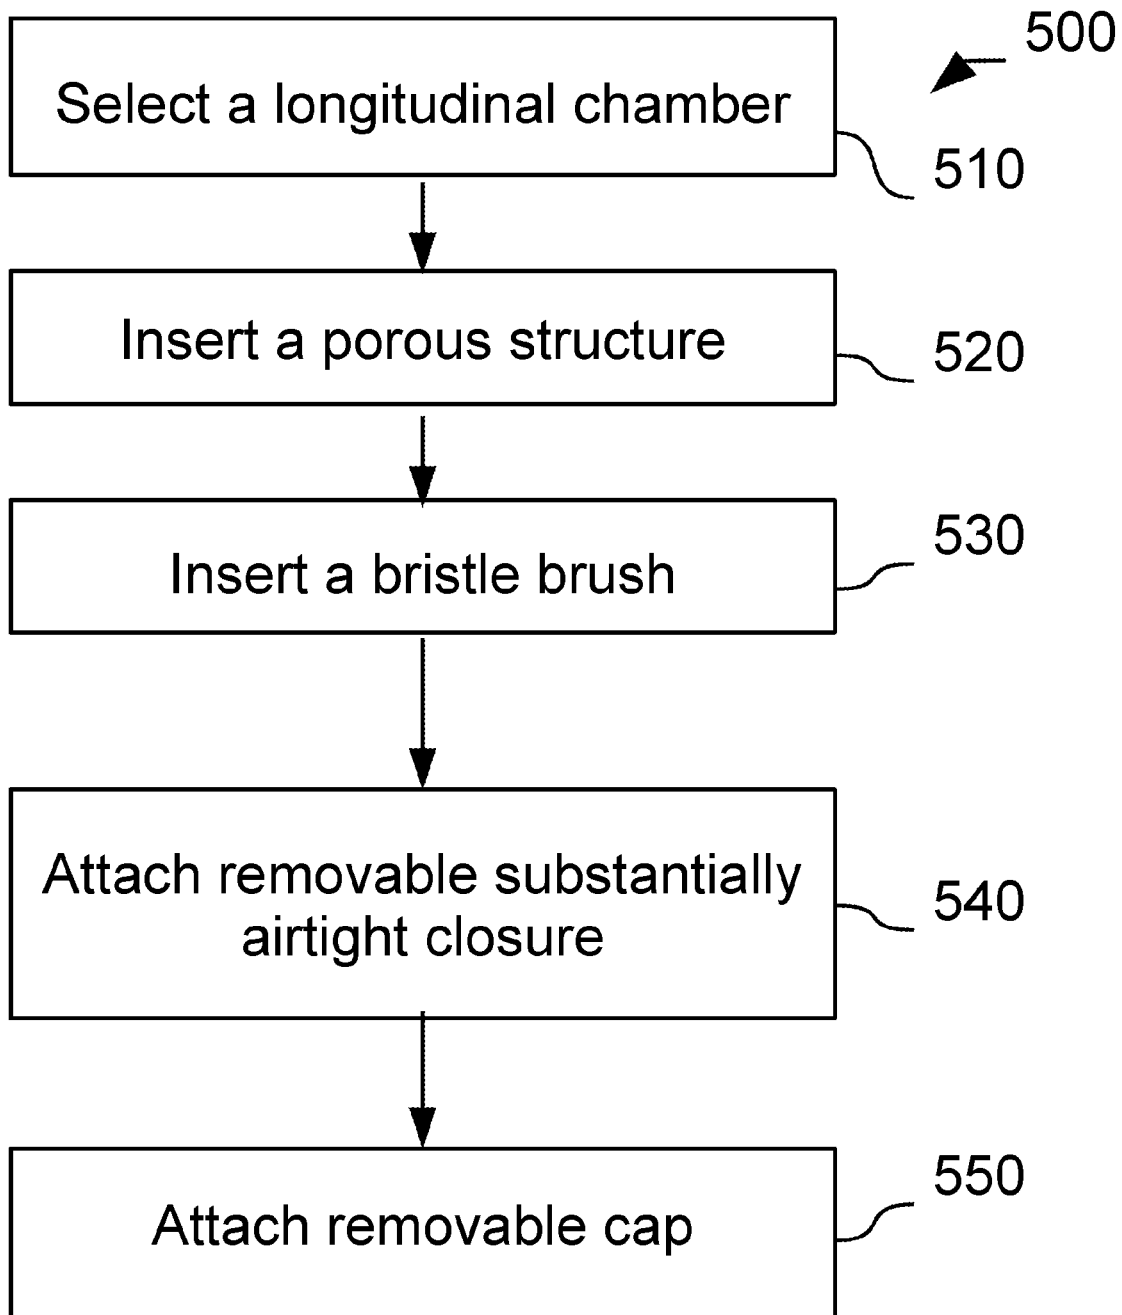 500
Select a longitudinal chamber
510
Insert a porous structure
520
Insert a bristle brush
530
Attach removable substantially
airtight closure
540
Attach removable cap
550